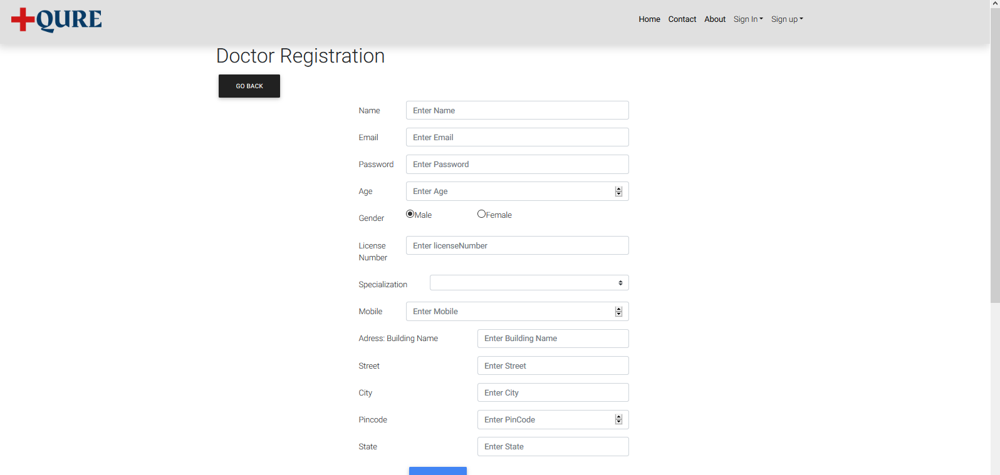 QURE
Home Contact About Sign In Sign up
Doctor Registration
GO BACK
Name Enter Name
Email Enter Email
Password Enter Password
Age Enter Age
Gender Male Female
License Number Enter licenseNumber
Specialization
Mobile Enter Mobile
Adress: Building Name Enter Building Name
Street Enter Street
City Enter City
Pincode Enter PinCode
State Enter State